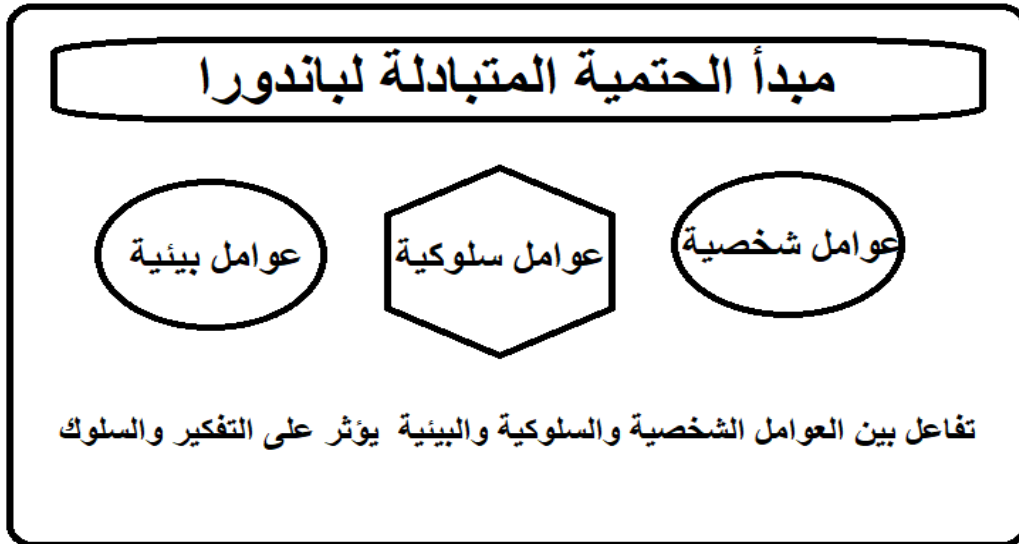 مبدأ الحتمية المتبادلة لباندورا
عوامل شخصية
عوامل سلوكية
عوامل بيئية
تفاعل بين العوامل الشخصية والسلوكية والبيئية يؤثر على التفكير والسلوك